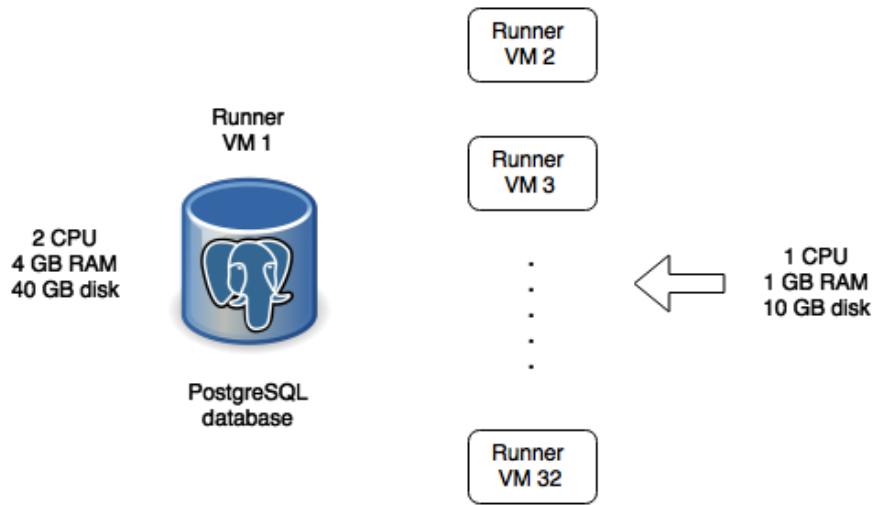 Runner
VM 1
2 CPU
4 GB RAM
40 GB disk
PostgreSQL
database
Runner
VM 2
Runner
VM 3
Runner
VM 32
1 CPU
1 GB RAM
10 GB disk